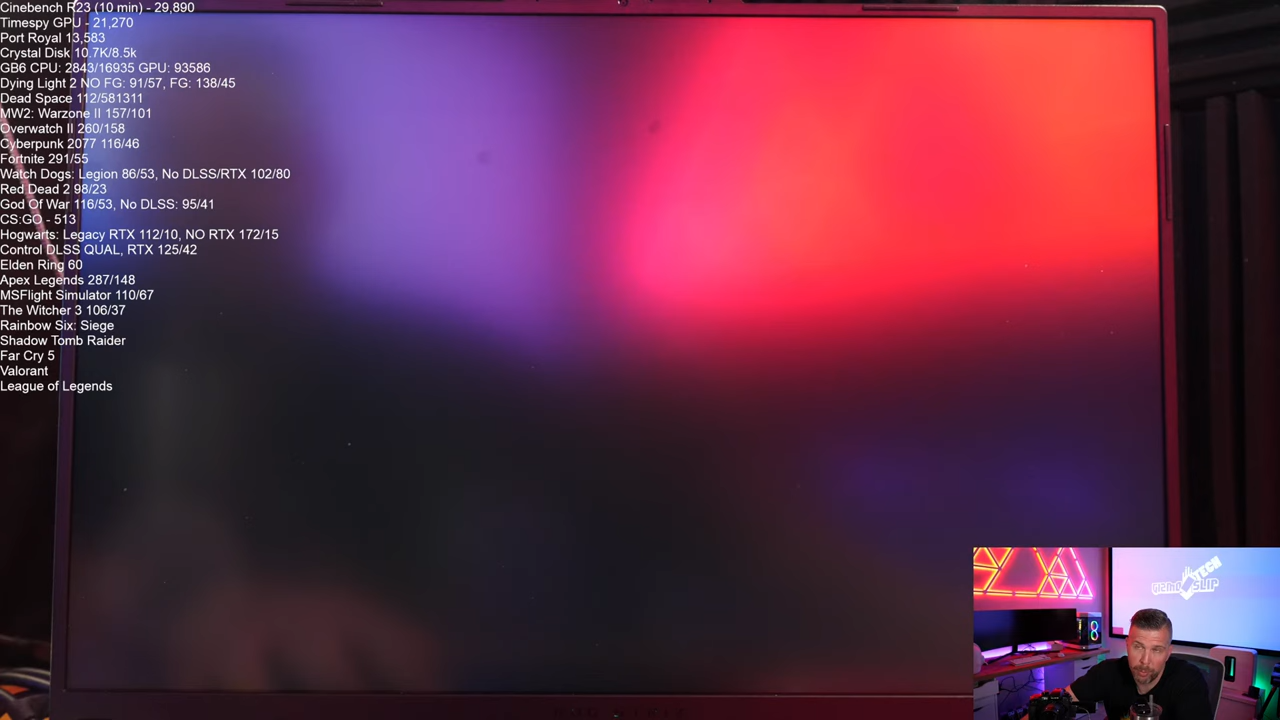 Cinebench R23 (10 min) - 29,890
Timespy GPU - 21,270
Port Royal 13,583
Crystal Disk 10.7K/8.5k
GB6 CPU: 2843/16935 GPU: 93586
Dying Light 2 NO FG: 91/57, FG: 138/45
Dead Space 112/581311
MW2: Warzone II 157/101
Overwatch II 260/158
Cyberpunk 2077 116/46
Fortnite 291/55
Watch Dogs: Legion 86/53, No DLSS/RTX 102/80
Red Dead 2 98/23
God Of War 116/53, No DLSS: 95/41
CS:GO - 513
Hogwarts: Legacy RTX 112/10, NO RTX 172/15
Control DLSS QUAL, RTX 125/42
Elden Ring 60
Apex Legends 287/148
MSFlight Simulator 110/67
The Witcher 3 106/37
Rainbow Six: Siege
Shadow Tomb Raider
Far Cry 5
Valorant
League of Legends
GIZMO SLIP
TECH